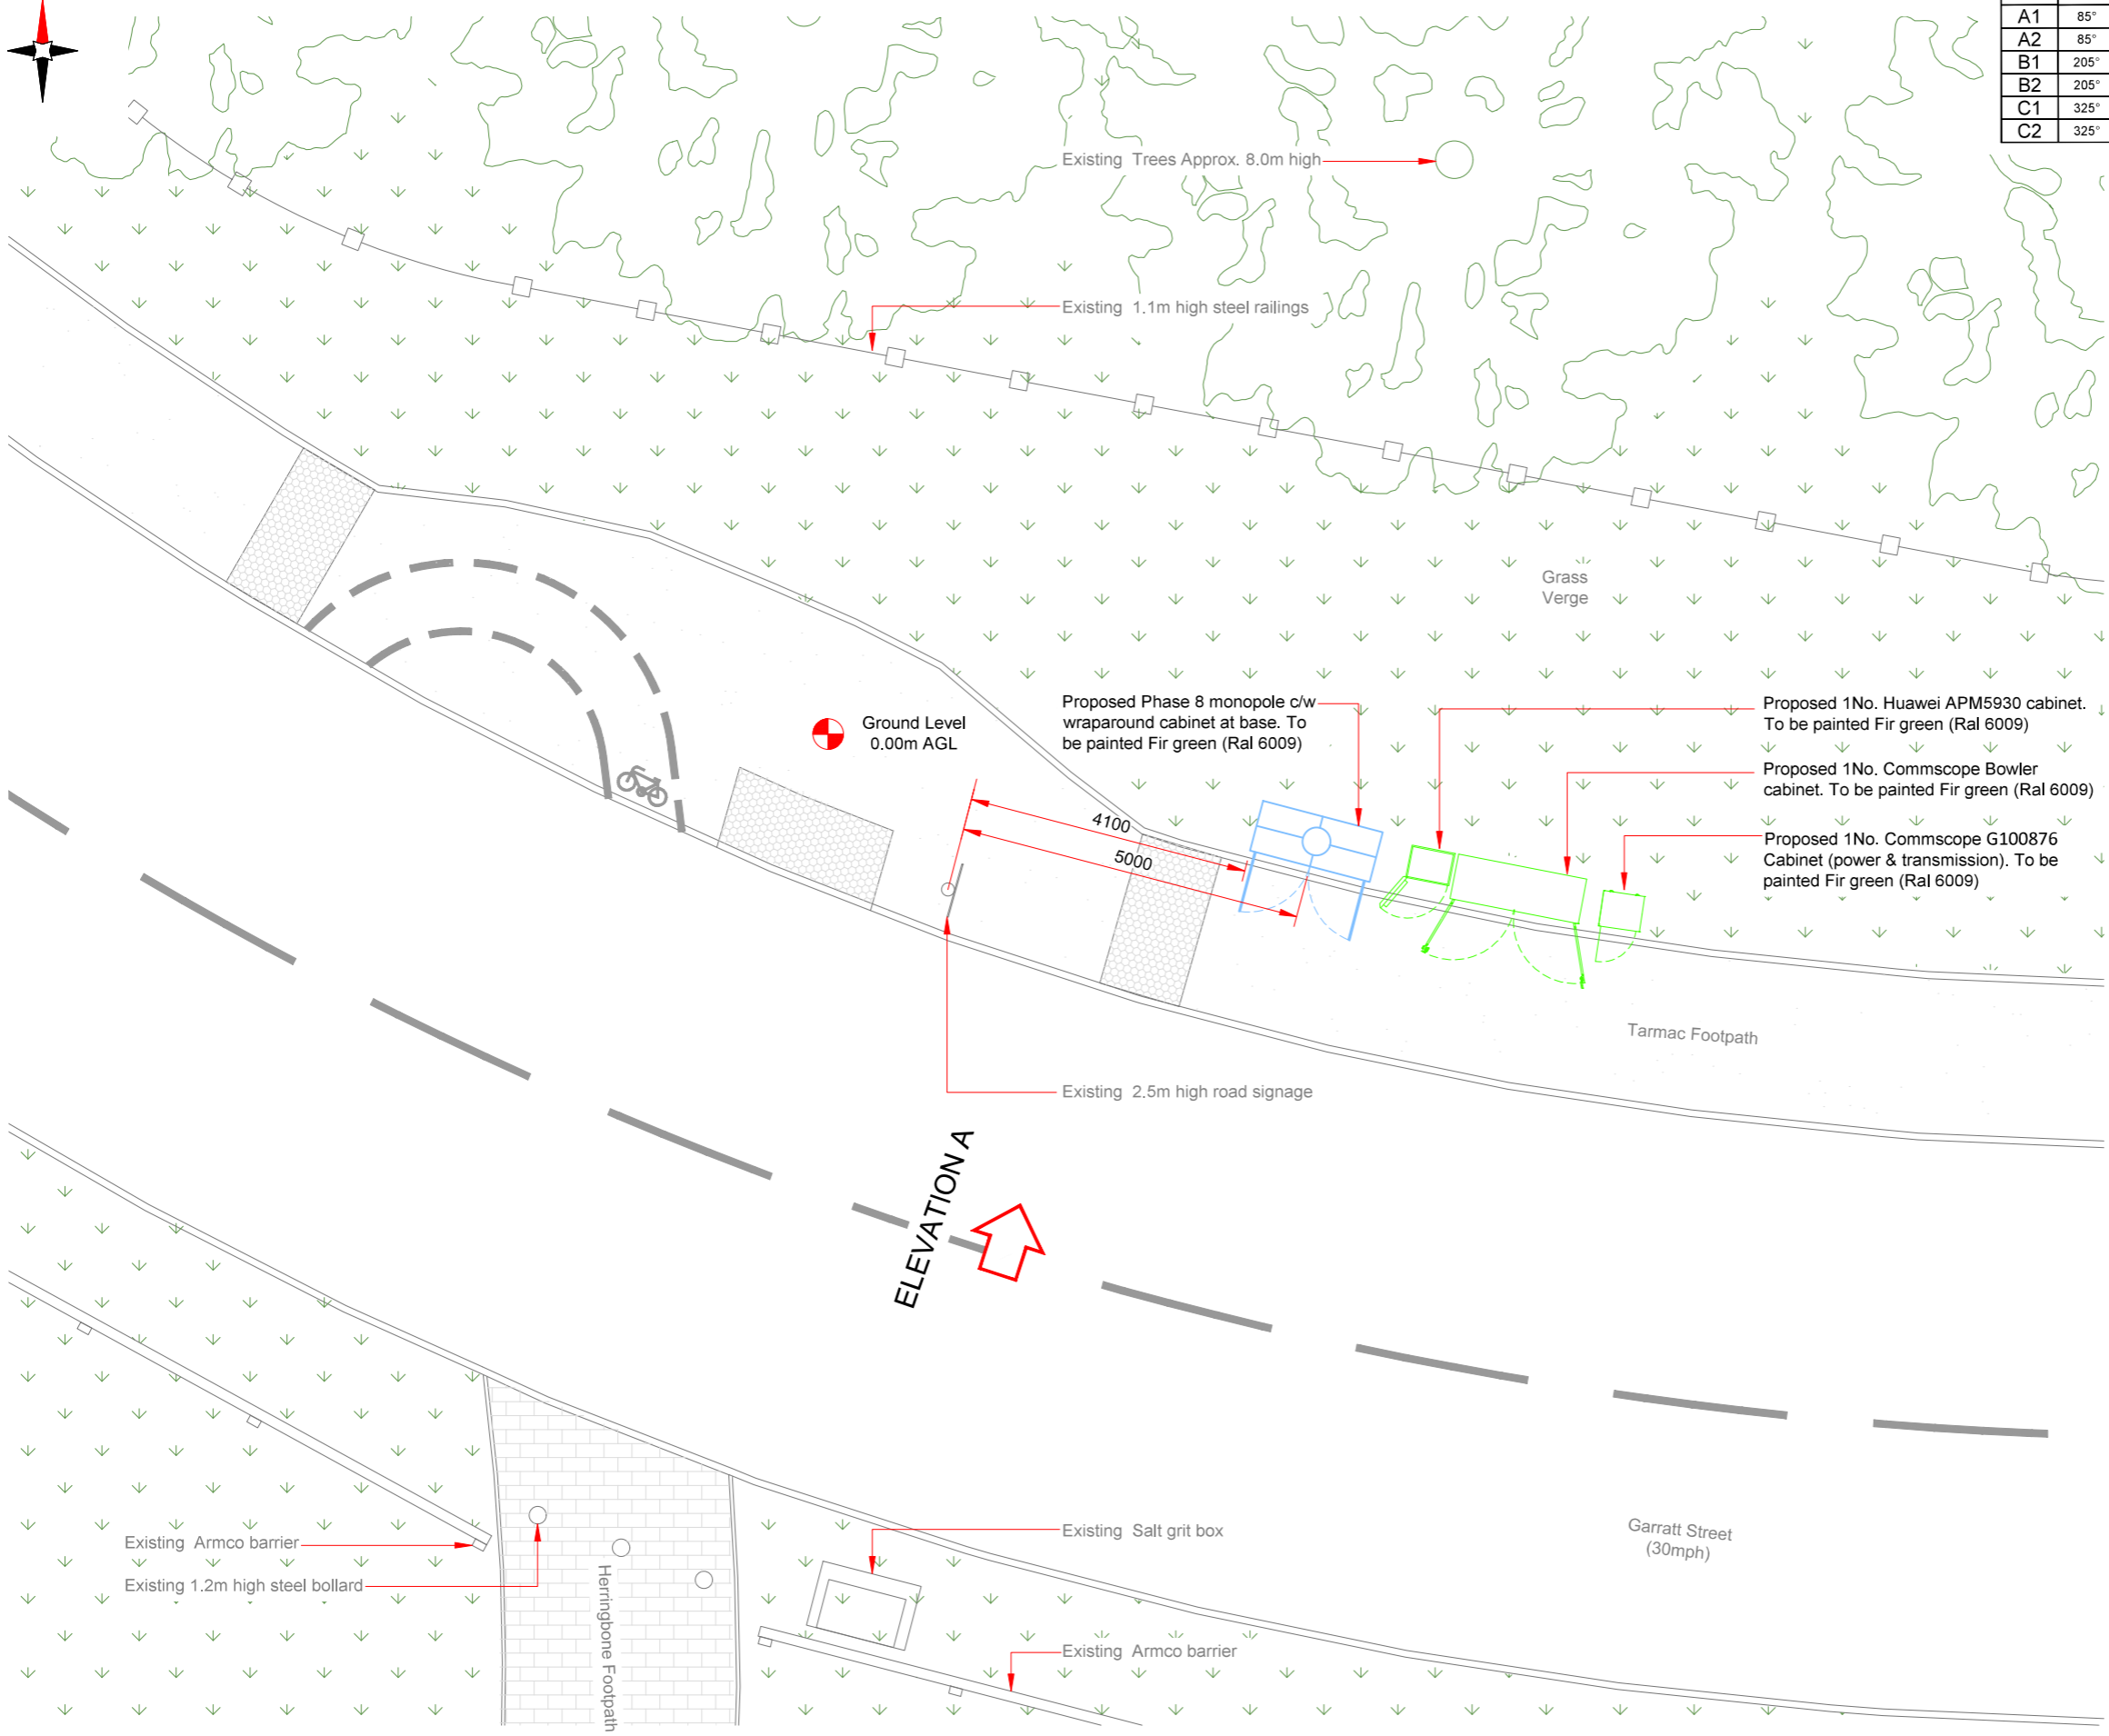 A1 85°
A2 85°
B1 205°
B2 205°
C1 325°
C2 325°
Existing Trees Approx. 8.0m high
Existing 1.1m high steel railings
Grass
Verge
Proposed Phase 8 monopole c/w
wraparound cabinet at base. To
be painted Fir green (Ral 6009)
Proposed 1No. Huawei APM5930 cabinet.
To be painted Fir green (Ral 6009)
Ground Level
0.00m AGL
Proposed 1No. Commscope Bowler
cabinet. To be painted Fir green (Ral 6009)
4100
5000
Proposed 1No. Commscope G100876
Cabinet (power & transmission). To be
painted Fir green (Ral 6009)
Tarmac Footpath
Existing 2.5m high road signage
ELEVATION A
Existing Armco barrier
Existing 1.2m high steel bollard
Herringbone Footpath
Existing Salt grit box
Garratt Street
(30mph)
Existing Armco barrier